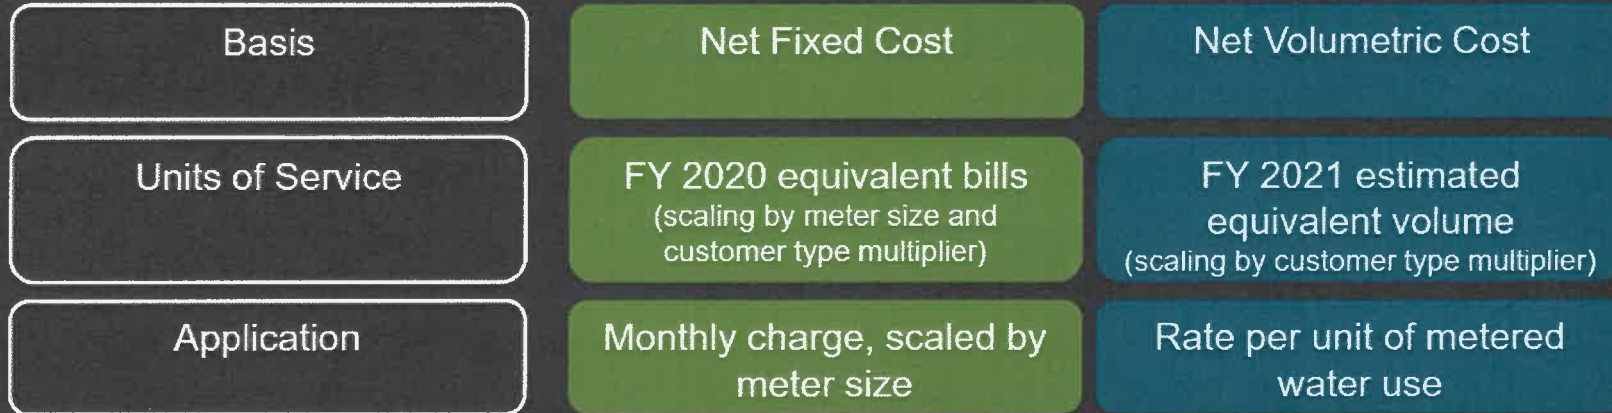 Basis
Net Fixed Cost
Net Volumetric Cost
Units of Service
FY 2020 equivalent bills
(scaling by meter size and
customer type multiplier)
FY 2021 estimated
equivalent volume
(scaling by customer type multiplier)
Application
Monthly charge, scaled by
meter size
Rate per unit of metered
water use